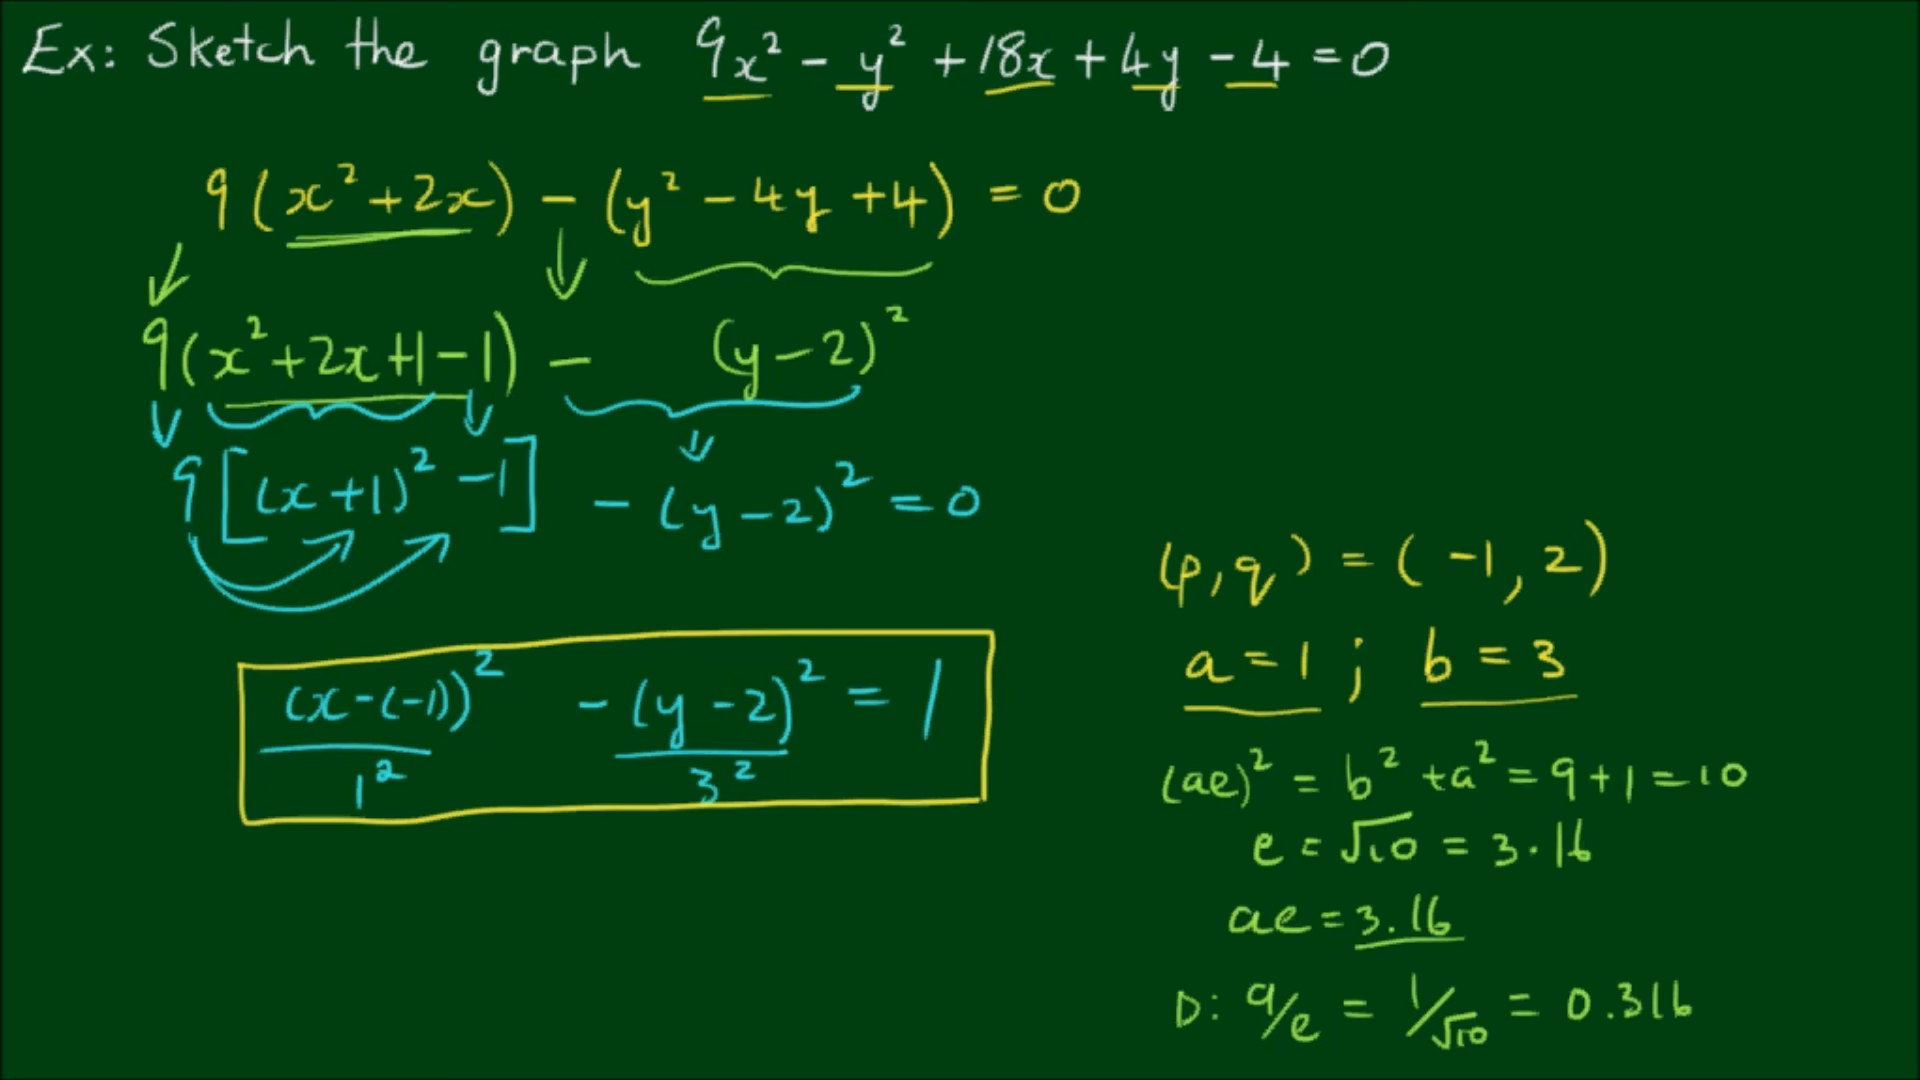 Ex: Sketch the graph 9x² - y² + 18x + 4y - 4 = 0
9(x² + 2x) - (y² - 4y + 4) = 0
9(x² + 2x + 1 - 1) - (y - 2)²
9[(x + 1)² - 1] - (y - 2)² = 0
(x - (-1))²/1² - (y - 2)²/3² = 1
(p, q) = (-1, 2)
a = 1 ; b = 3
(ae)² = b² + a² = 9 + 1 = 10
e = √10 = 3.16
ae = 3.16
D: a/e = 1/√10 = 0.316